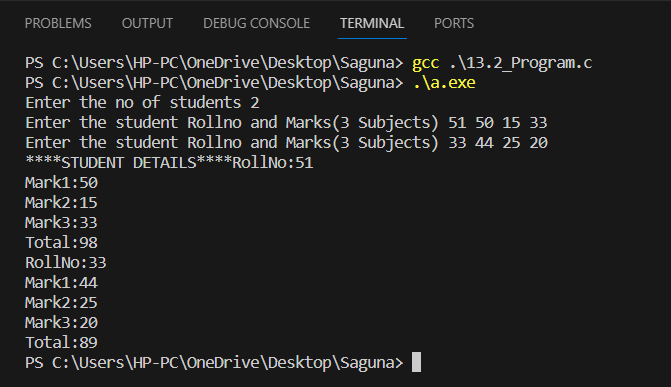 PROBLEMS OUTPUT DEBUG CONSOLE TERMINAL PORTS
PS C:\Users\HP-PC\OneDrive\Desktop\Saguna> gcc .\13.2_Program.c
PS C:\Users\HP-PC\OneDrive\Desktop\Saguna> .\a.exe
Enter the no of students 2
Enter the student Rollno and Marks(3 Subjects) 51 50 15 33
Enter the student Rollno and Marks(3 Subjects) 33 44 25 20
****STUDENT DETAILS****RollNo:51
Mark1:50
Mark2:15
Mark3:33
Total:98
RollNo:33
Mark1:44
Mark2:25
Mark3:20
Total:89
PS C:\Users\HP-PC\OneDrive\Desktop\Saguna>